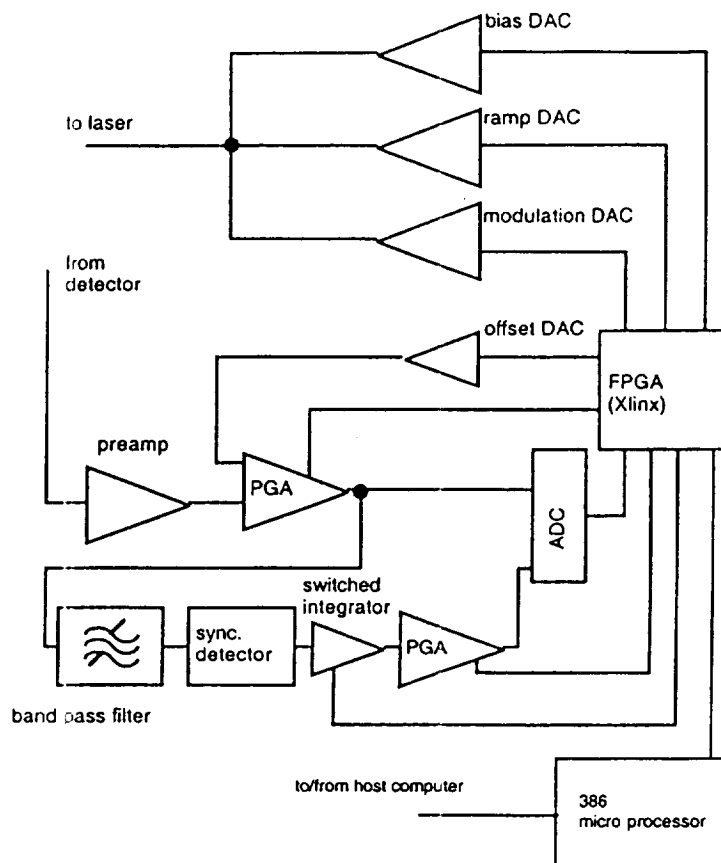 bias DAC
to laser
ramp DAC
modulation DAC
from
detector
offset DAC
FPGA
(Xlinx)
preamp
PGA
ADC
switched
integrator
sync.
detector
PGA
band pass filter
to/from host computer
386
micro processor